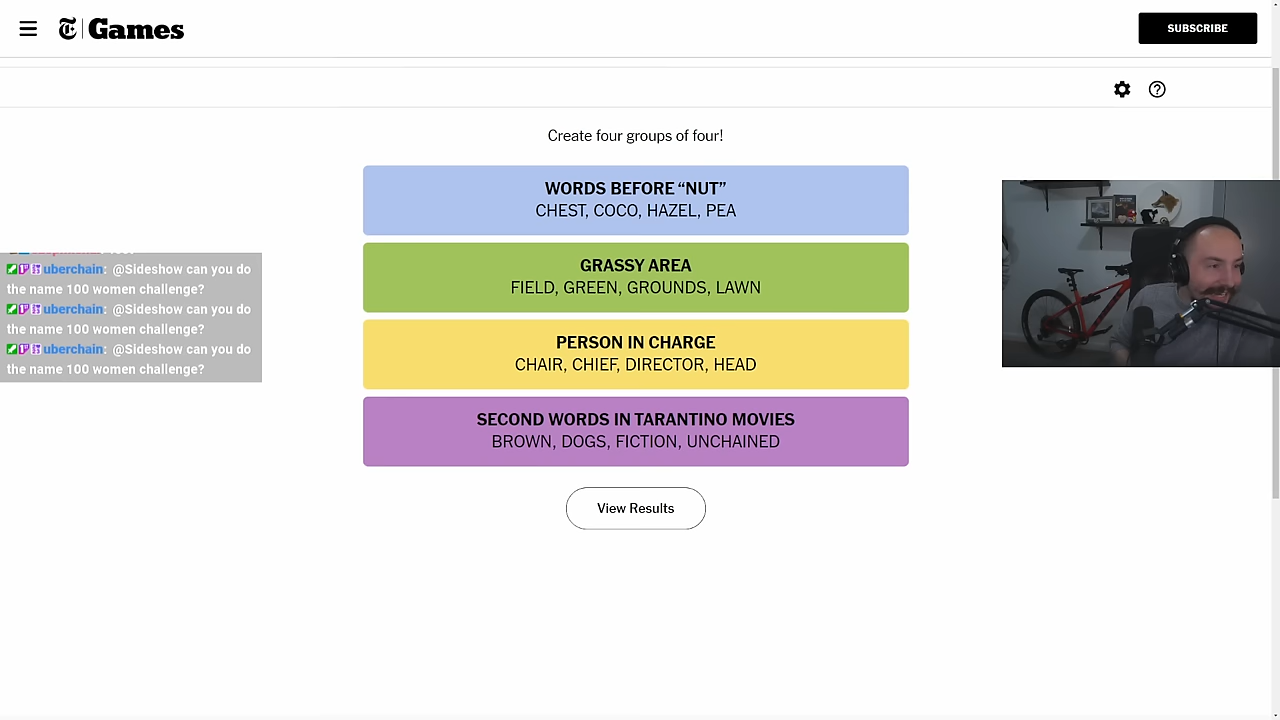 Games
SUBSCRIBE
Create four groups of four!
WORDS BEFORE “NUT”
CHEST, COCO, HAZEL, PEA
GRASSY AREA
FIELD, GREEN, GROUNDS, LAWN
PERSON IN CHARGE
CHAIR, CHIEF, DIRECTOR, HEAD
SECOND WORDS IN TARANTINO MOVIES
BROWN, DOGS, FICTION, UNCHAINED
View Results
uberchain: @Sideshow can you do
the name 100 women challenge?
uberchain: @Sideshow can you do
the name 100 women challenge?
uberchain: @Sideshow can you do
the name 100 women challenge?